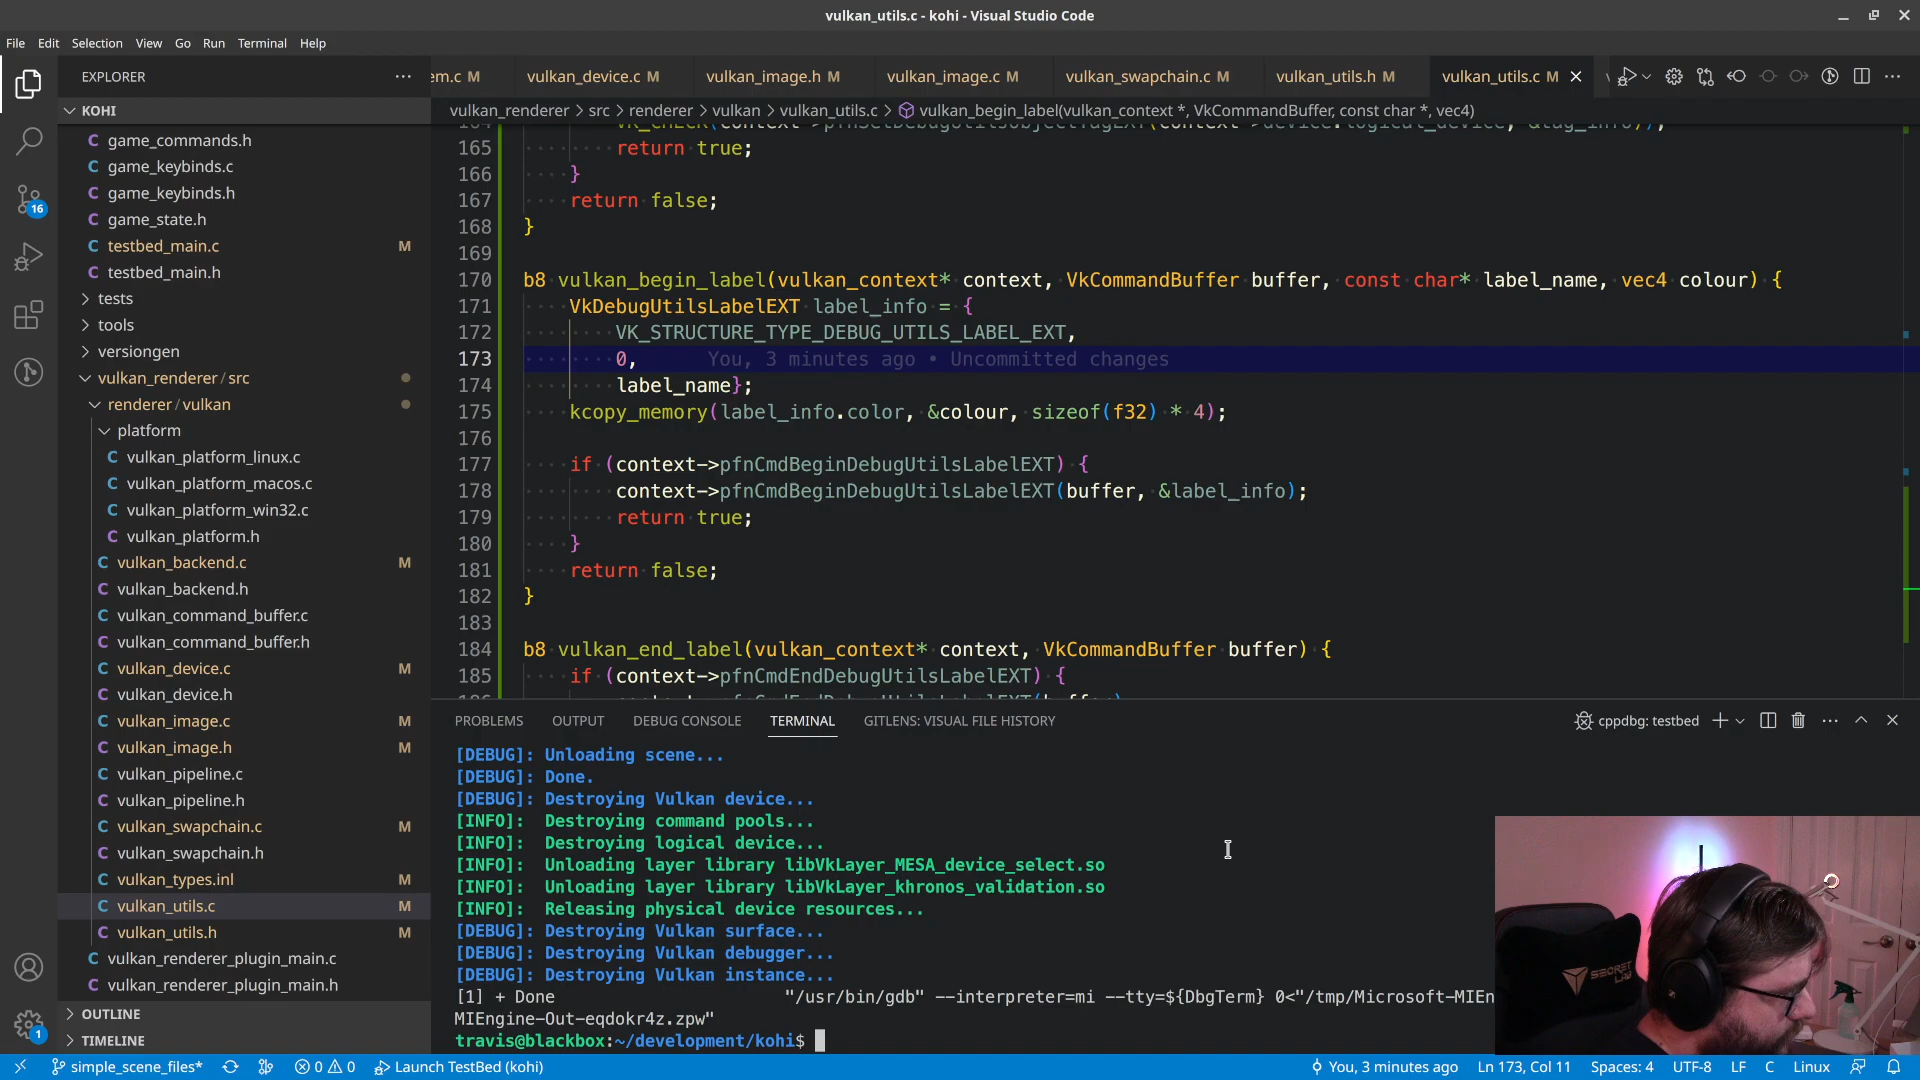 vulkan_utils.c - kohi - Visual Studio Code
File Edit Selection View Go Run Terminal Help
EXPLORER
em.c M vulkan_device.c M vulkan_image.h M vulkan_image.c M vulkan_swapchain.c M vulkan_utils.h M vulkan_utils.c M
KOHI
vulkan_renderer > src > renderer > vulkan > vulkan_utils.c > vulkan_begin_label(vulkan_context *, VkCommandBuffer, const char *, vec4)
game_commands.h
game_keybinds.c
game_keybinds.h
game_state.h
testbed_main.c M
testbed_main.h
tests
tools
versiongen
vulkan_renderer / src
renderer / vulkan
platform
vulkan_platform_linux.c
vulkan_platform_macos.c
vulkan_platform_win32.c
vulkan_platform.h
vulkan_backend.c M
vulkan_backend.h
vulkan_command_buffer.c
vulkan_command_buffer.h
vulkan_device.c M
vulkan_device.h
vulkan_image.c M
vulkan_image.h M
vulkan_pipeline.c
vulkan_pipeline.h
vulkan_swapchain.c M
vulkan_swapchain.h
vulkan_types.inl M
vulkan_utils.c M
vulkan_utils.h M
vulkan_renderer_plugin_main.c
vulkan_renderer_plugin_main.h
OUTLINE
TIMELINE
16
1
165 return true;
166 }
167 return false;
168 }
169
170 b8 vulkan_begin_label(vulkan_context* context, VkCommandBuffer buffer, const char* label_name, vec4 colour) {
171 VkDebugUtilsLabelEXT label_info = {
172 VK_STRUCTURE_TYPE_DEBUG_UTILS_LABEL_EXT,
173 0, You, 3 minutes ago • Uncommitted changes
174 label_name};
175 kcopy_memory(label_info.color, &colour, sizeof(f32) * 4);
176
177 if (context->pfnCmdBeginDebugUtilsLabelEXT) {
178 context->pfnCmdBeginDebugUtilsLabelEXT(buffer, &label_info);
179 return true;
180 }
181 return false;
182 }
183
184 b8 vulkan_end_label(vulkan_context* context, VkCommandBuffer buffer) {
185 if (context->pfnCmdEndDebugUtilsLabelEXT) {
PROBLEMS OUTPUT DEBUG CONSOLE TERMINAL GITLENS: VISUAL FILE HISTORY cppdbg: testbed
[DEBUG]: Unloading scene...
[DEBUG]: Done.
[DEBUG]: Destroying Vulkan device...
[INFO]: Destroying command pools...
[INFO]: Destroying logical device...
[INFO]: Unloading layer library libVkLayer_MESA_device_select.so
[INFO]: Unloading layer library libVkLayer_khronos_validation.so
[INFO]: Releasing physical device resources...
[DEBUG]: Destroying Vulkan surface...
[DEBUG]: Destroying Vulkan debugger...
[DEBUG]: Destroying Vulkan instance...
[1] + Done "/usr/bin/gdb" --interpreter=mi --tty=${DbgTerm} 0<"/tmp/Microsoft-MIEn
MIEngine-Out-eqdokr4z.zpw"
travis@blackbox:~/development/kohi$
SECRET LAB
simple_scene_files* 0 0 Launch TestBed (kohi) You, 3 minutes ago Ln 173, Col 11 Spaces: 4 UTF-8 LF C Linux